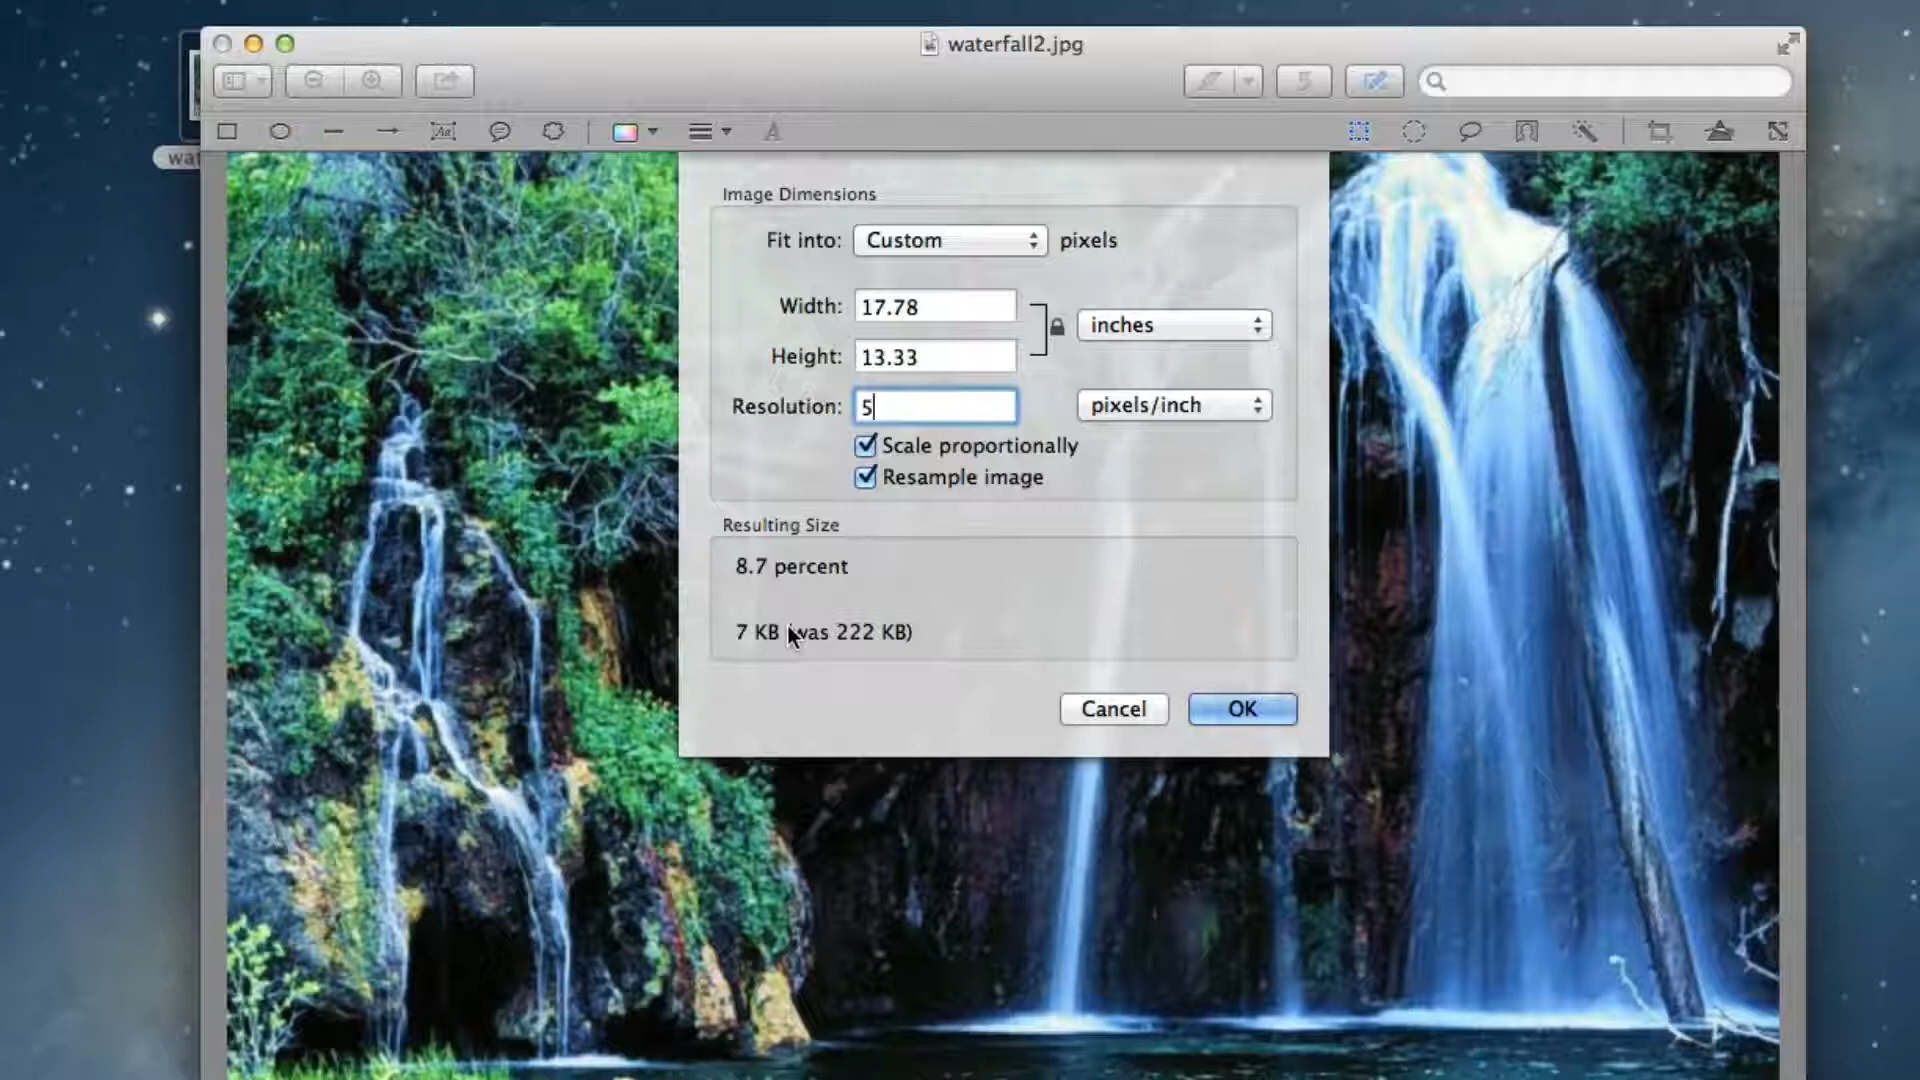 waterfall2.jpg
wat
Image Dimensions
Fit into: Custom pixels
Width: 17.78 inches
Height: 13.33
Resolution: 5 pixels/inch
Scale proportionally
Resample image
Resulting Size
8.7 percent
7 KB (was 222 KB)
Cancel OK